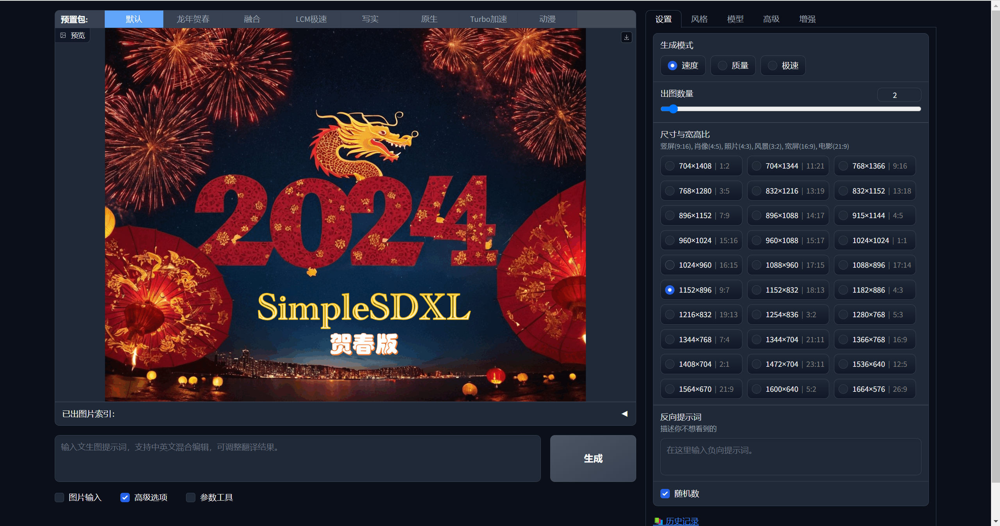 预置包:
默认
龙年贺春
融合
LCM极速
写实
原生
Turbo加速
动漫
预览
2024
SimpleSDXL
贺春版
已出图片索引:
输入文生图提示词，支持中英文混合编辑，可调整翻译结果。
生成
图片输入
高级选项
参数工具
设置
风格
模型
高级
增强
生成模式
速度
质量
极速
出图数量
2
尺寸与宽高比
竖屏(9:16), 肖像(4:5), 照片(4:3), 风景(3:2), 宽屏(16:9), 电影(21:9)
704×1408 | 1:2
704×1344 | 11:21
768×1366 | 9:16
768×1280 | 3:5
832×1216 | 13:19
832×1152 | 13:18
896×1152 | 7:9
896×1088 | 14:17
915×1144 | 4:5
960×1024 | 15:16
960×1088 | 15:17
1024×1024 | 1:1
1024×960 | 16:15
1088×960 | 17:15
1088×896 | 17:14
1152×896 | 9:7
1152×832 | 18:13
1182×886 | 4:3
1216×832 | 19:13
1254×836 | 3:2
1280×768 | 5:3
1344×768 | 7:4
1344×704 | 21:11
1366×768 | 16:9
1408×704 | 2:1
1472×704 | 23:11
1536×640 | 12:5
1564×670 | 21:9
1600×640 | 5:2
1664×576 | 26:9
反向提示词
描述你不想看到的
在这里输入负向提示词。
随机数
历史记录